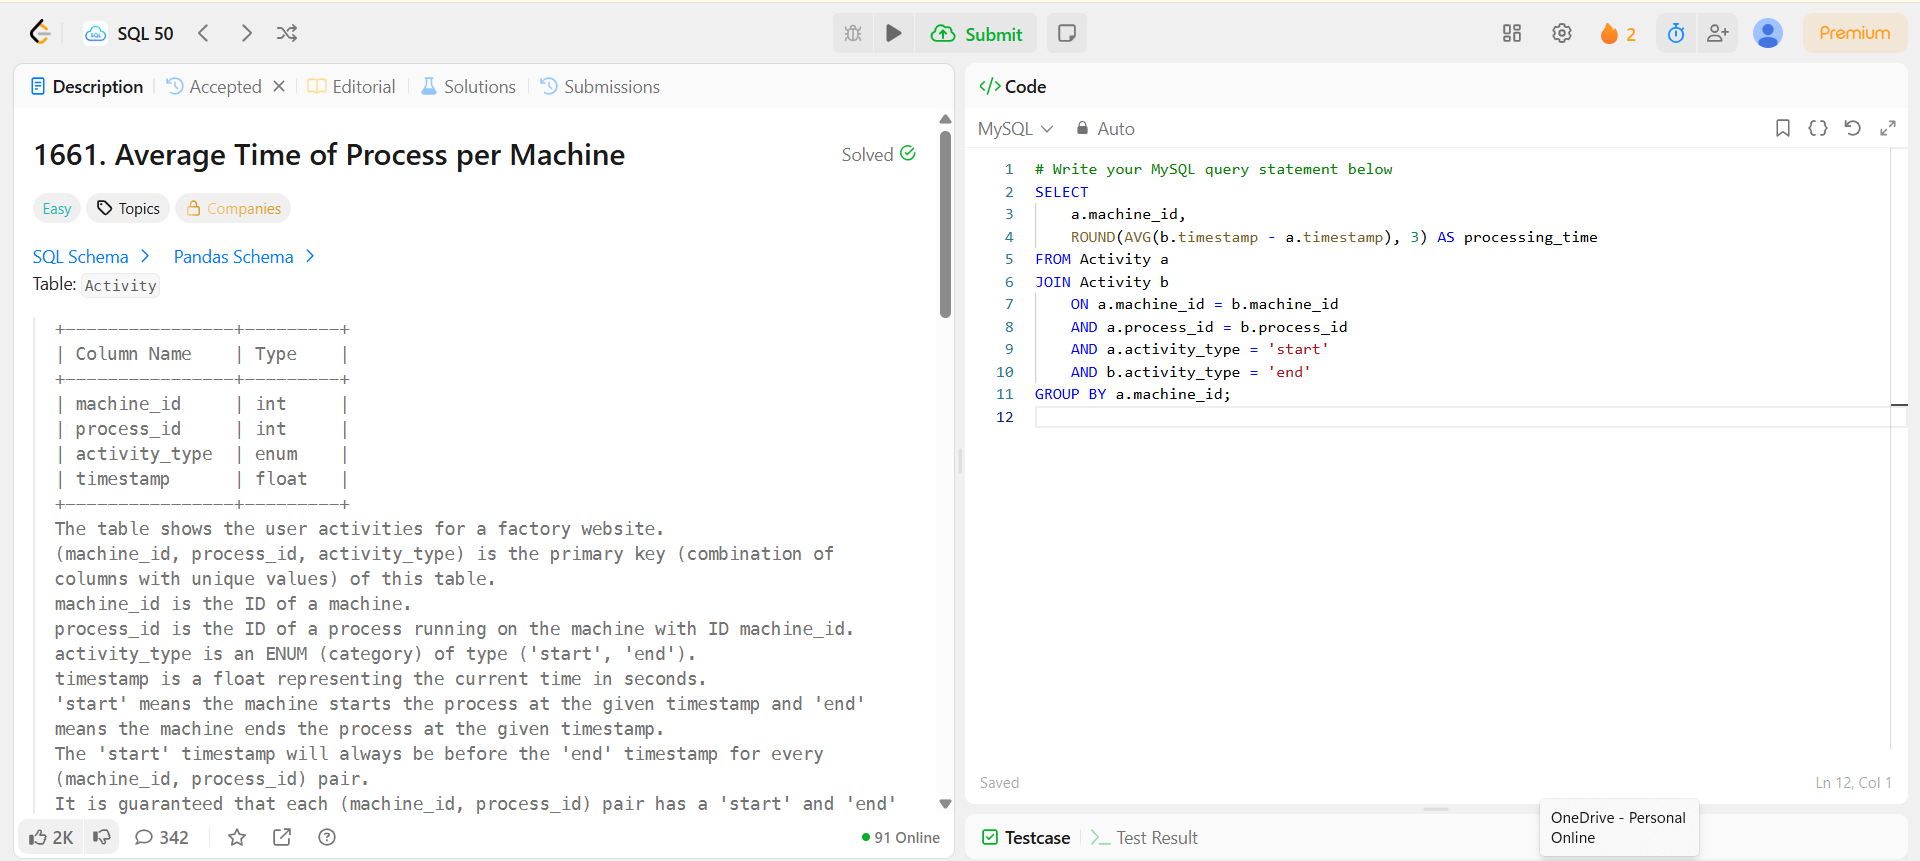 SQL 50
Submit
2
Premium
Description
Accepted
Editorial
Solutions
Submissions
1661. Average Time of Process per Machine
Solved
Easy
Topics
Companies
SQL Schema
Pandas Schema
Table: Activity
+----------------+---------+
| Column Name    | Type    |
+----------------+---------+
| machine_id     | int     |
| process_id     | int     |
| activity_type  | enum    |
| timestamp      | float   |
+----------------+---------+
The table shows the user activities for a factory website.
(machine_id, process_id, activity_type) is the primary key (combination of
columns with unique values) of this table.
machine_id is the ID of a machine.
process_id is the ID of a process running on the machine with ID machine_id.
activity_type is an ENUM (category) of type ('start', 'end').
timestamp is a float representing the current time in seconds.
'start' means the machine starts the process at the given timestamp and 'end'
means the machine ends the process at the given timestamp.
The 'start' timestamp will always be before the 'end' timestamp for every
(machine_id, process_id) pair.
It is guaranteed that each (machine_id, process_id) pair has a 'start' and 'end'
2K
342
91 Online
</> Code
MySQL
Auto
1 # Write your MySQL query statement below
2 SELECT
3     a.machine_id,
4     ROUND(AVG(b.timestamp - a.timestamp), 3) AS processing_time
5 FROM Activity a
6 JOIN Activity b
7     ON a.machine_id = b.machine_id
8     AND a.process_id = b.process_id
9     AND a.activity_type = 'start'
10     AND b.activity_type = 'end'
11 GROUP BY a.machine_id;
12
Saved
Ln 12, Col 1
Testcase
Test Result
OneDrive - Personal
Online